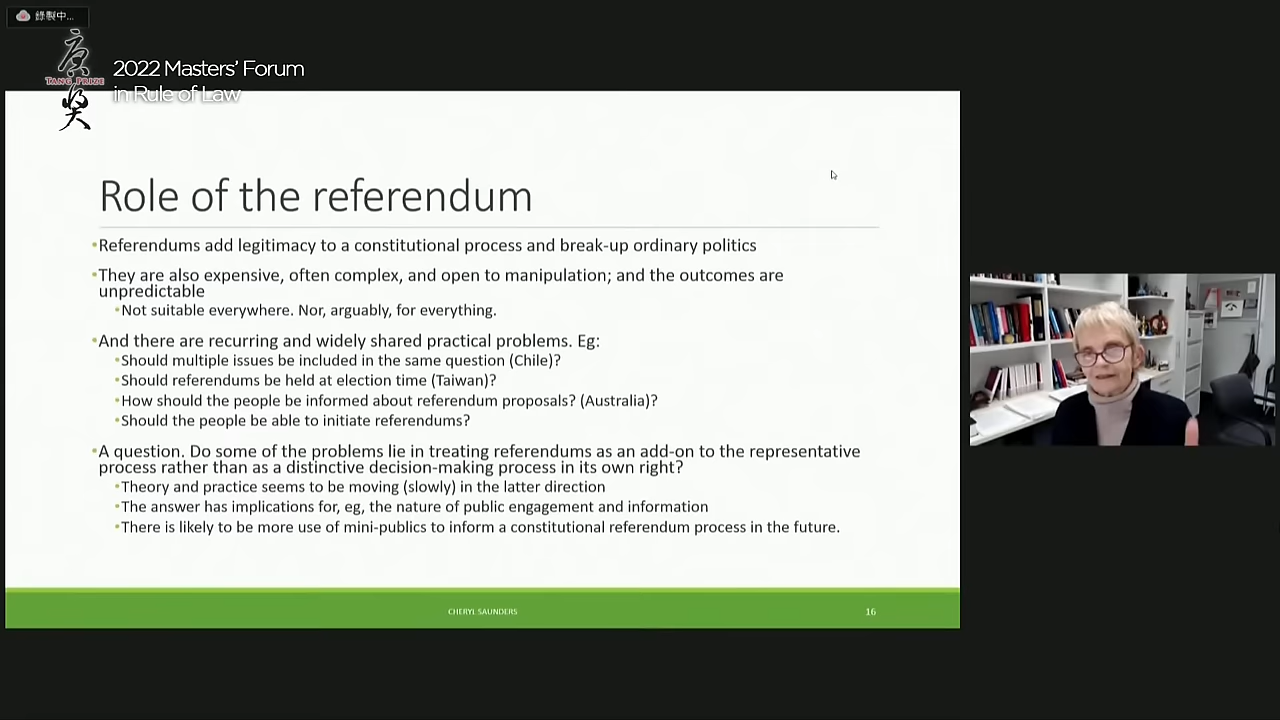 錄製中...
唐
TANG PRIZE
獎
2022 Masters' Forum
in Rule of Law
Role of the referendum
•Referendums add legitimacy to a constitutional process and break-up ordinary politics
•They are also expensive, often complex, and open to manipulation; and the outcomes are
unpredictable
•Not suitable everywhere. Nor, arguably, for everything.
•And there are recurring and widely shared practical problems. Eg:
•Should multiple issues be included in the same question (Chile)?
•Should referendums be held at election time (Taiwan)?
•How should the people be informed about referendum proposals? (Australia)?
•Should the people be able to initiate referendums?
•A question. Do some of the problems lie in treating referendums as an add-on to the representative
process rather than as a distinctive decision-making process in its own right?
•Theory and practice seems to be moving (slowly) in the latter direction
•The answer has implications for, eg, the nature of public engagement and information
•There is likely to be more use of mini-publics to inform a constitutional referendum process in the future.
CHERYL SAUNDERS
16